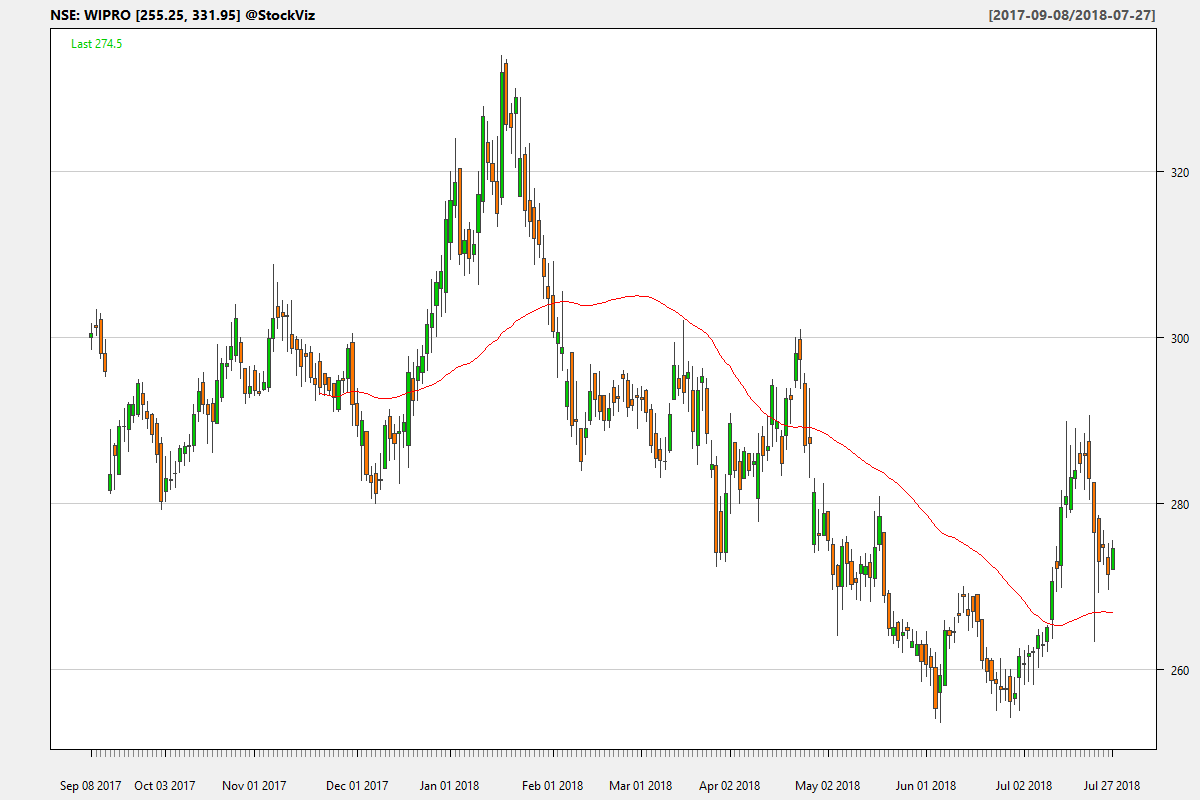 NSE: WIPRO [255.25, 331.95] @StockViz [2017-09-08/2018-07-27]
Last 274.5
320
300
280
260
Sep 08 2017 Oct 03 2017 Nov 01 2017 Dec 01 2017 Jan 01 2018 Feb 01 2018 Mar 01 2018 Apr 02 2018 May 02 2018 Jun 01 2018 Jul 02 2018 Jul 27 2018